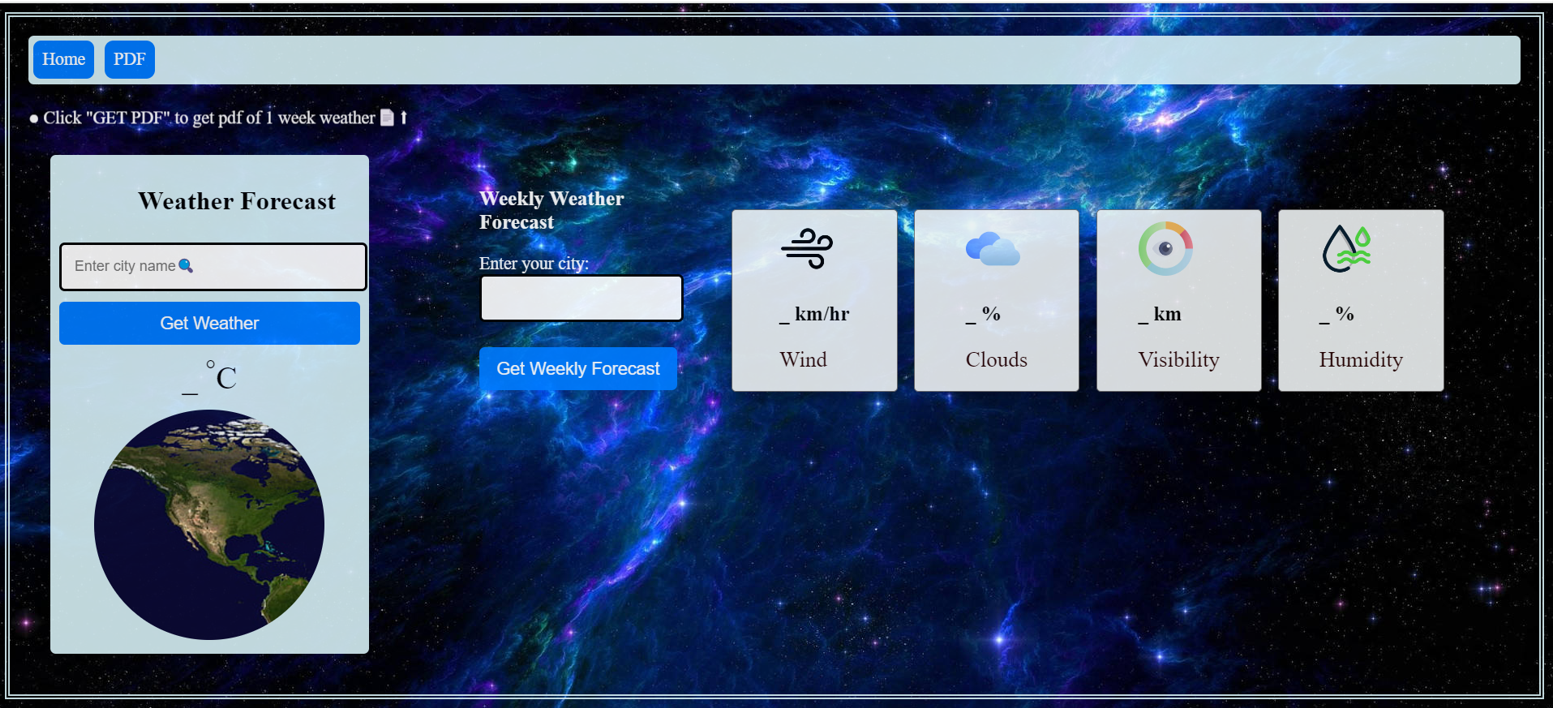 Home PDF
● Click "GET PDF" to get pdf of 1 week weather 📄 ⬆
Weather Forecast
Enter city name🔍
Get Weather
_ °C
Weekly Weather
Forecast
Enter your city:
Get Weekly Forecast
_ km/hr
Wind
_ %
Clouds
_ km
Visibility
_ %
Humidity